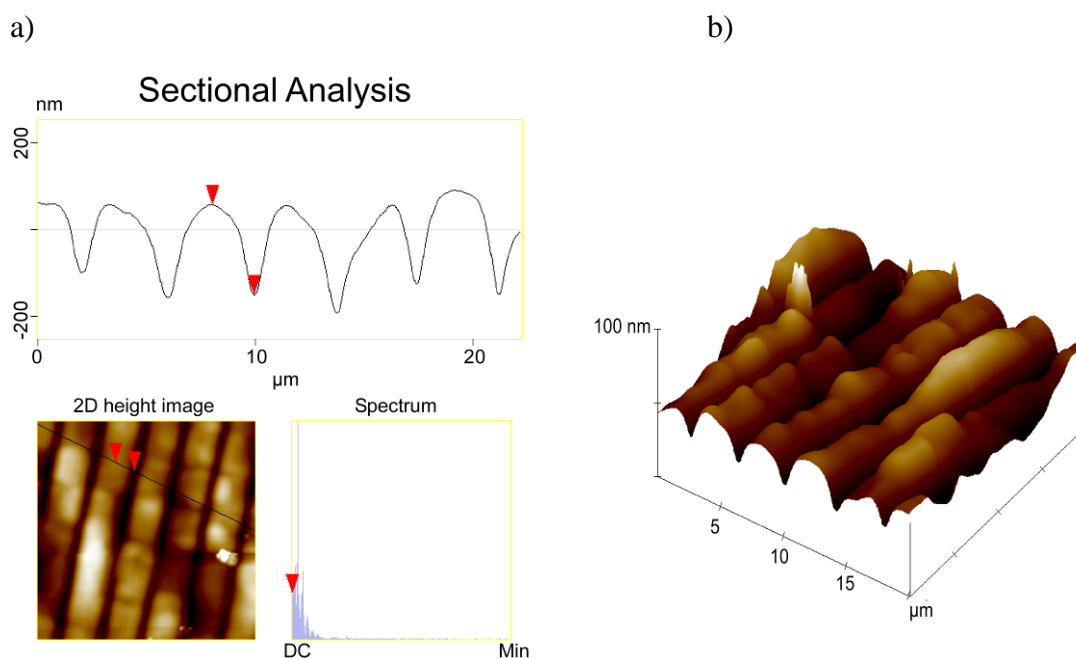 a)
b)
Sectional Analysis
nm
200
-200
0
10
20
µm
2D height image
Spectrum
DC
Min
100 nm
5
10
15
µm